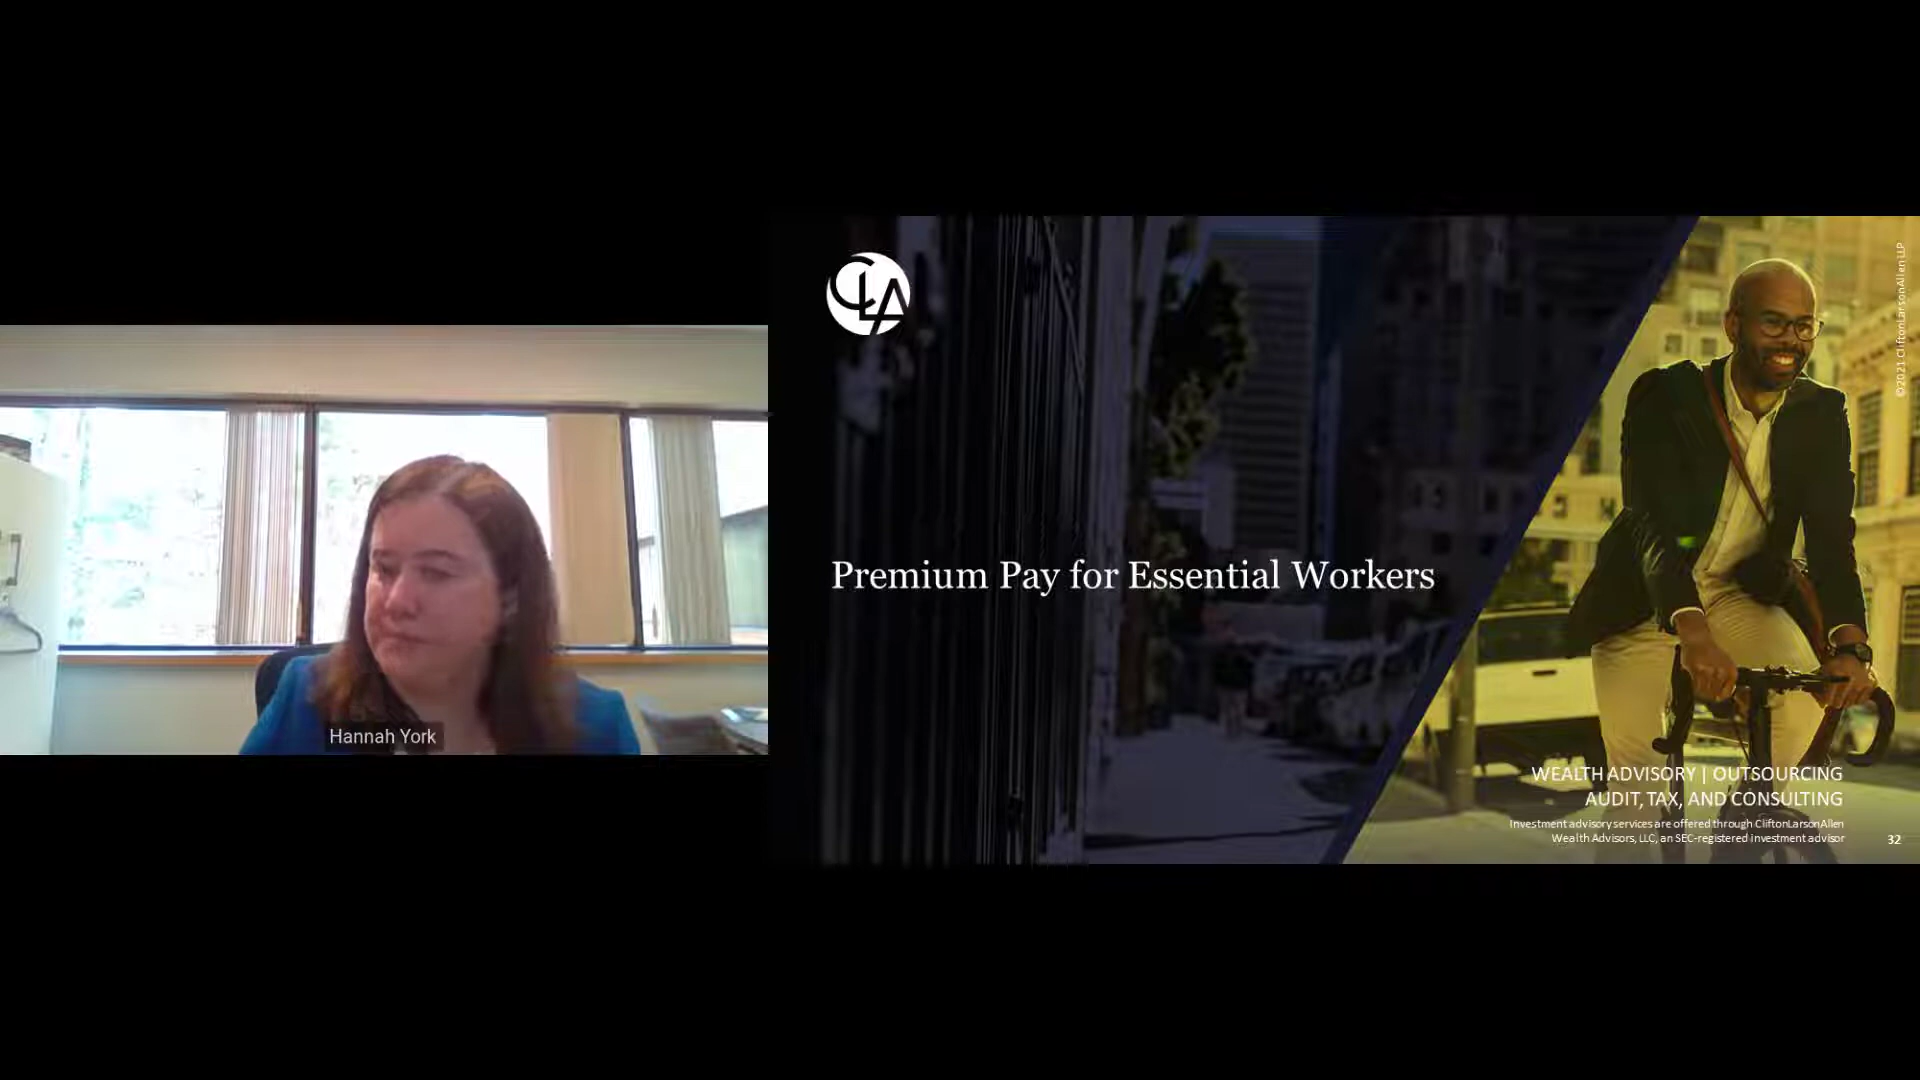 CLA
©2021 CliftonLarsonAllen LLP
Premium Pay for Essential Workers
Hannah York
WEALTH ADVISORY | OUTSOURCING
AUDIT, TAX, AND CONSULTING
Investment advisory services are offered through CliftonLarsonAllen
Wealth Advisors, LLC, an SEC-registered investment advisor
32